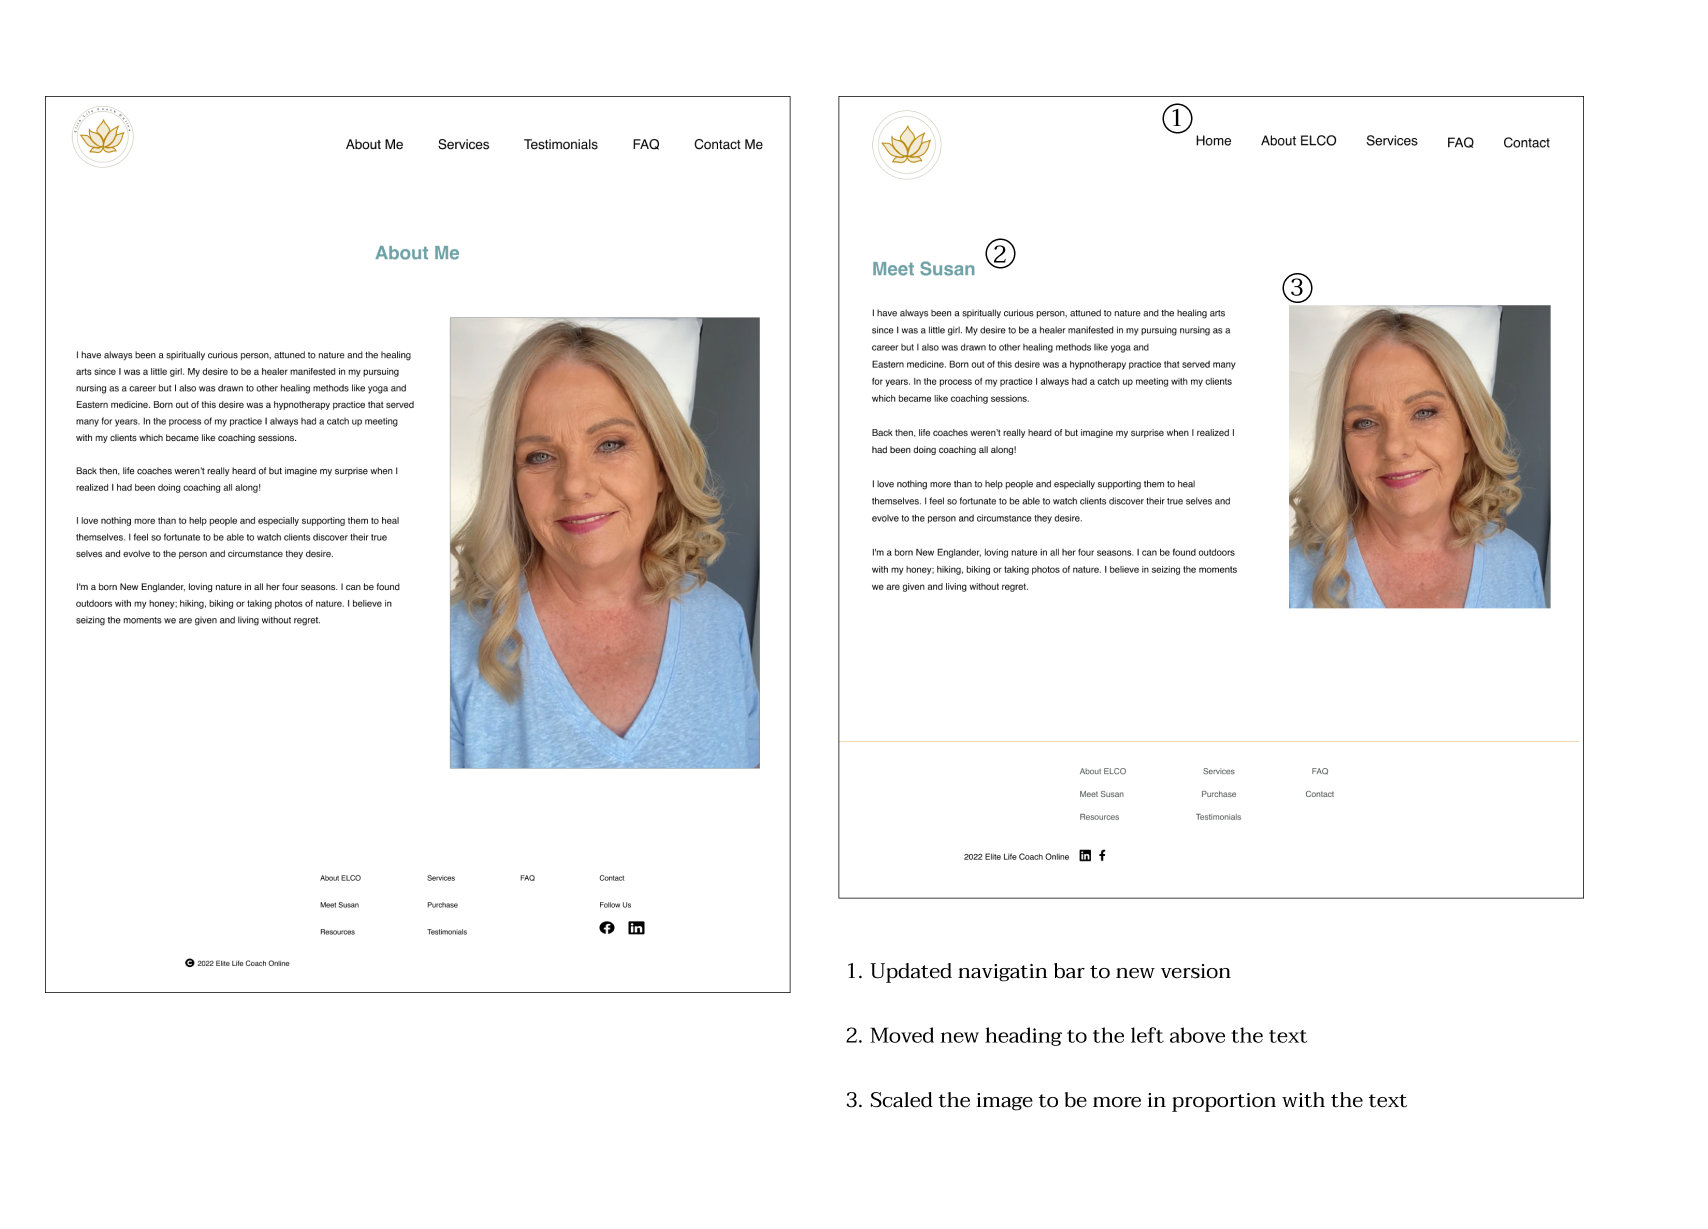 Elite Life Coach Online
About Me Services Testimonials FAQ Contact Me
About Me
I have always been a spiritually curious person, attuned to nature and the healing
arts since I was a little girl. My desire to be a healer manifested in my pursuing
nursing as a career but I also was drawn to other healing methods like yoga and
Eastern medicine. Born out of this desire was a hypnotherapy practice that served
many for years. In the process of my practice I always had a catch up meeting
with my clients which became like coaching sessions.
Back then, life coaches weren't really heard of but imagine my surprise when I
realized I had been doing coaching all along!
I love nothing more than to help people and especially supporting them to heal
themselves. I feel so fortunate to be able to watch clients discover their true
selves and evolve to the person and circumstance they desire.
I'm a born New Englander, loving nature in all her four seasons. I can be found
outdoors with my honey; hiking, biking or taking photos of nature. I believe in
seizing the moments we are given and living without regret.
About ELCO Services FAQ Contact
Meet Susan Purchase Follow Us
Resources Testimonials
© 2022 Elite Life Coach Online
1
Home About ELCO Services FAQ Contact
Meet Susan 2
3
I have always been a spiritually curious person, attuned to nature and the healing arts
since I was a little girl. My desire to be a healer manifested in my pursuing nursing as a
career but I also was drawn to other healing methods like yoga and
Eastern medicine. Born out of this desire was a hypnotherapy practice that served many
for years. In the process of my practice I always had a catch up meeting with my clients
which became like coaching sessions.
Back then, life coaches weren't really heard of but imagine my surprise when I realized I
had been doing coaching all along!
I love nothing more than to help people and especially supporting them to heal
themselves. I feel so fortunate to be able to watch clients discover their true selves and
evolve to the person and circumstance they desire.
I'm a born New Englander, loving nature in all her four seasons. I can be found outdoors
with my honey; hiking, biking or taking photos of nature. I believe in seizing the moments
we are given and living without regret.
About ELCO Services FAQ
Meet Susan Purchase Contact
Resources Testimonials
2022 Elite Life Coach Online
1. Updated navigatin bar to new version
2. Moved new heading to the left above the text
3. Scaled the image to be more in proportion with the text